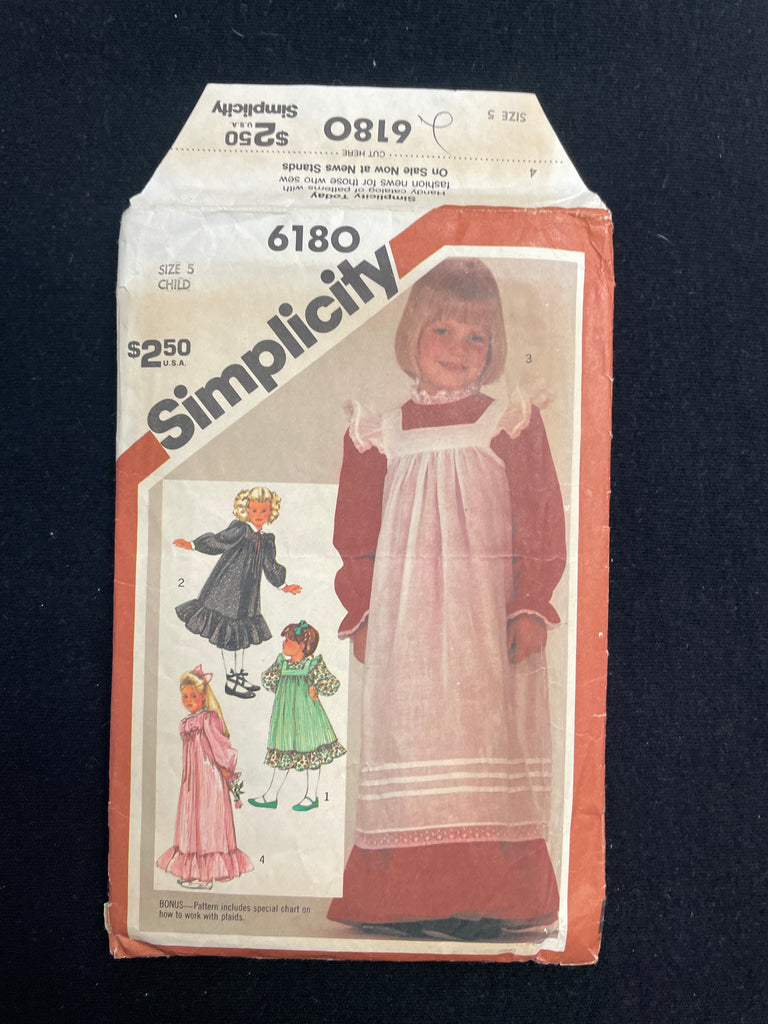 Simplicity
$2.50
U.S.A.
6180
2
SIZE 5
CUT HERE
4
On Sale Now at News Stands
fashion news for those who sew
Handy catalog of patterns with
Simplicity Today
6180
SIZE 5
CHILD
$2.50
U.S.A.
Simplicity
3
2
1
4
BONUS—Pattern includes special chart on
how to work with plaids.